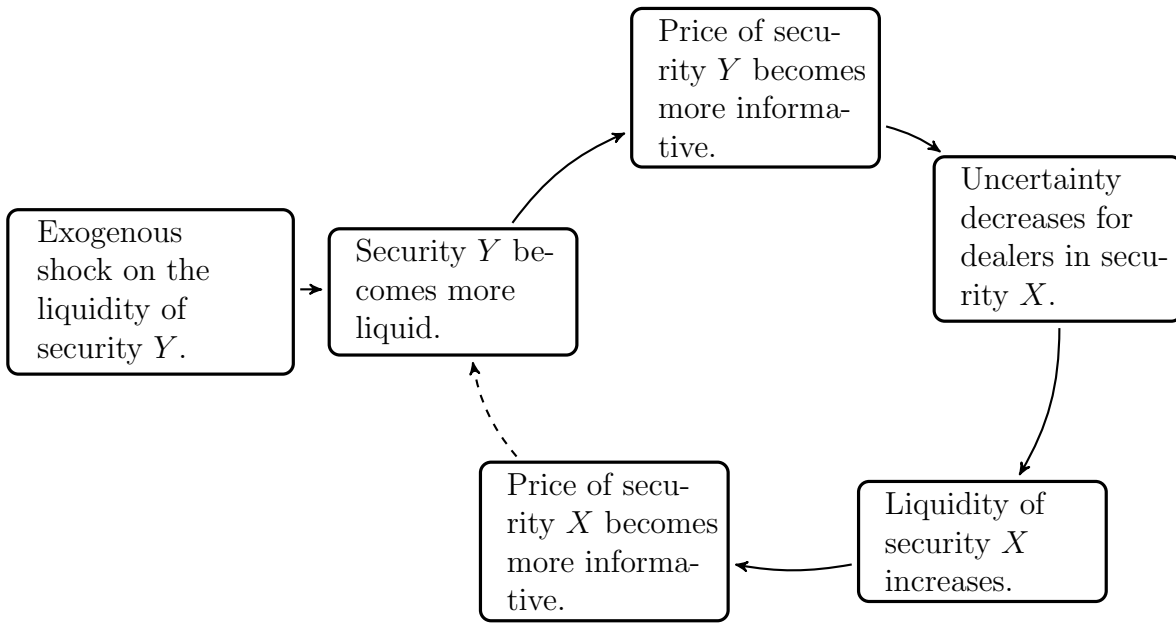 Exogenous
shock on the
liquidity of
security Y.
Security Y be-
comes more
liquid.
Price of secu-
rity Y becomes
more informa-
tive.
Uncertainty
decreases for
dealers in secu-
rity X.
Liquidity of
security X
increases.
Price of secu-
rity X becomes
more informa-
tive.